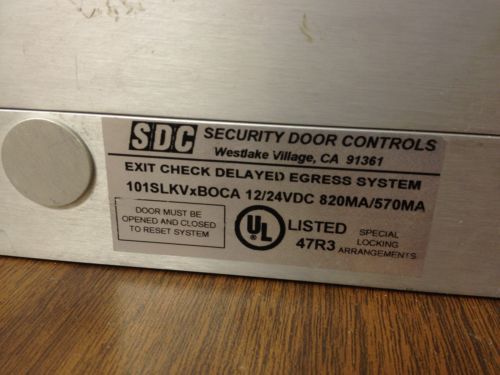 SDC SECURITY DOOR CONTROLS
Westlake Village, CA 91361
EXIT CHECK DELAYED EGRESS SYSTEM
101SLKVxBOCA 12/24VDC 820MA/570MA
DOOR MUST BE
OPENED AND CLOSED
TO RESET SYSTEM
UL
LISTED
47R3
SPECIAL
LOCKING
ARRANGEMENTS